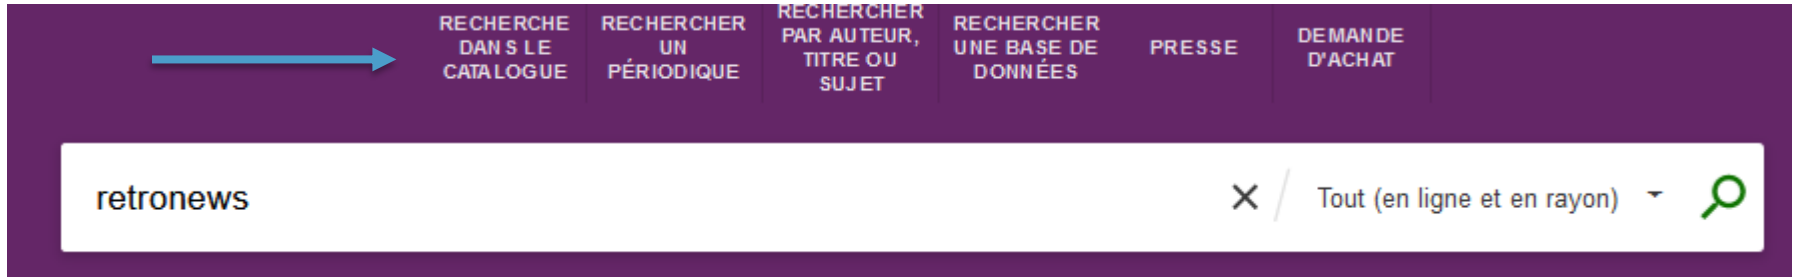 RECHERCHE
DANS LE
CATALOGUE
RECHERCHER
UN
PÉRIODIQUE
RECHERCHER
PAR AUTEUR,
TITRE OU
SUJET
RECHERCHER
UNE BASE DE
DONNÉES
PRESSE
DEMANDE
D'ACHAT
retronews
Tout (en ligne et en rayon)